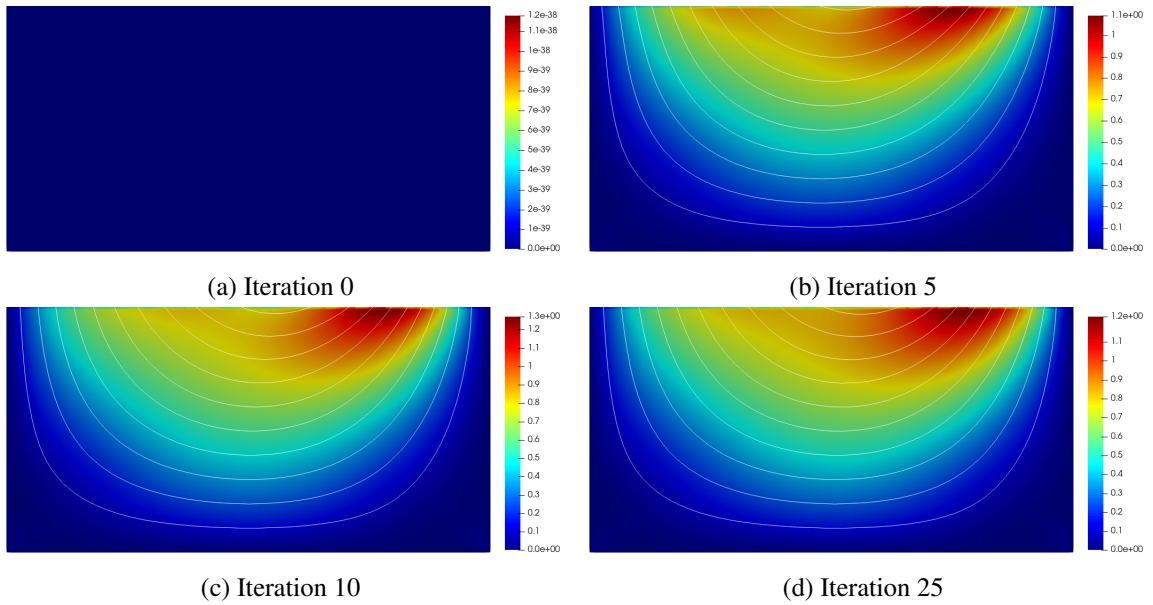 1.2e-38
1e-38
9e-39
8e-39
7e-39
6e-39
5e-39
4e-39
3e-39
2e-39
1e-39
0.0e+00
(a) Iteration 0
1.1e+00
1
0.9
0.8
0.7
0.6
0.5
0.4
0.3
0.2
0.1
0.0e+00
(b) Iteration 5
1.3e+00
1.2
1.1
1
0.9
0.8
0.7
0.6
0.5
0.4
0.3
0.2
0.1
0.0e+00
(c) Iteration 10
1.2e+00
1.1
1
0.9
0.8
0.7
0.6
0.5
0.4
0.3
0.2
0.1
0.0e+00
(d) Iteration 25